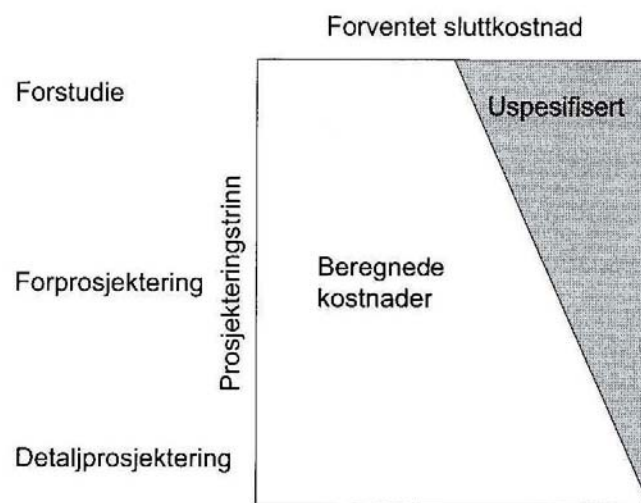 Forventet sluttkostnad
Forstudie
Uspesifisert
Prosjekteringstrinn
Forprosjektering
Beregnede
kostnader
Detaljprosjektering